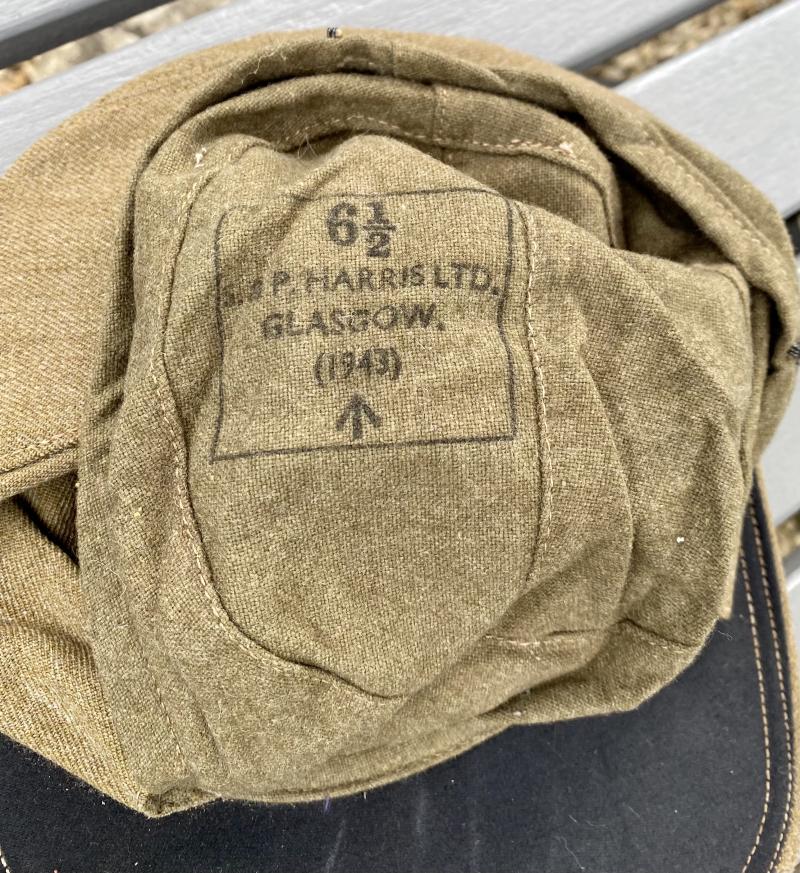 6½
& P. HARRIS LTD.
GLASGOW.
(1943)